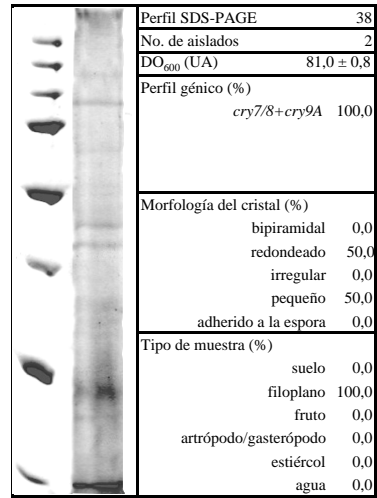 Perfil SDS-PAGE 38
No. de aislados 2
DO600 (UA) 81,0 ± 0,8
Perfil génico (%)
cry7/8+cry9A 100,0
Morfología del cristal (%)
bipiramidal 0,0
redondeado 50,0
irregular 0,0
pequeño 50,0
adherido a la espora 0,0
Tipo de muestra (%)
suelo 0,0
filoplano 100,0
fruto 0,0
artrópodo/gasterópodo 0,0
estiércol 0,0
agua 0,0